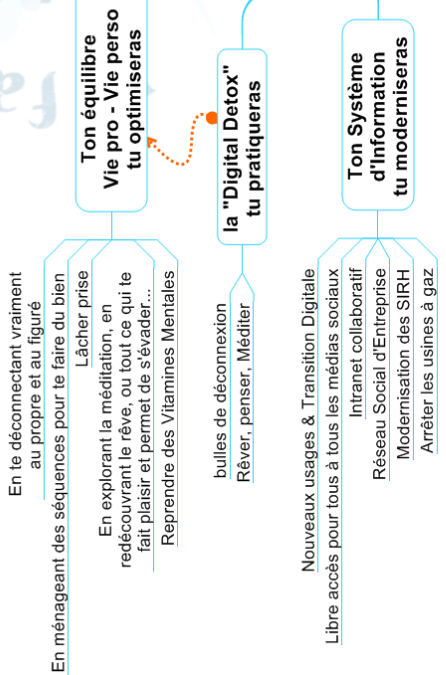 Ton équilibre
Vie pro - Vie perso
tu optimiseras
En te déconnectant vraiment
au propre et au figuré
En ménageant des séquences pour te faire du bien
Lâcher prise
En explorant la méditation, en
redécouvrant le rêve, ou tout ce qui te
fait plaisir et permet de s'évader...
Reprendre des Vitamines Mentales
la "Digital Detox"
tu pratiqueras
bulles de déconnexion
Rêver, penser, Méditer
Ton Système
d'Information
tu moderniseras
Nouveaux usages & Transition Digitale
Libre accès pour tous à tous les médias sociaux
Intranet collaboratif
Réseau Social d'Entreprise
Modernisation des SIRH
Arrêter les usines à gaz